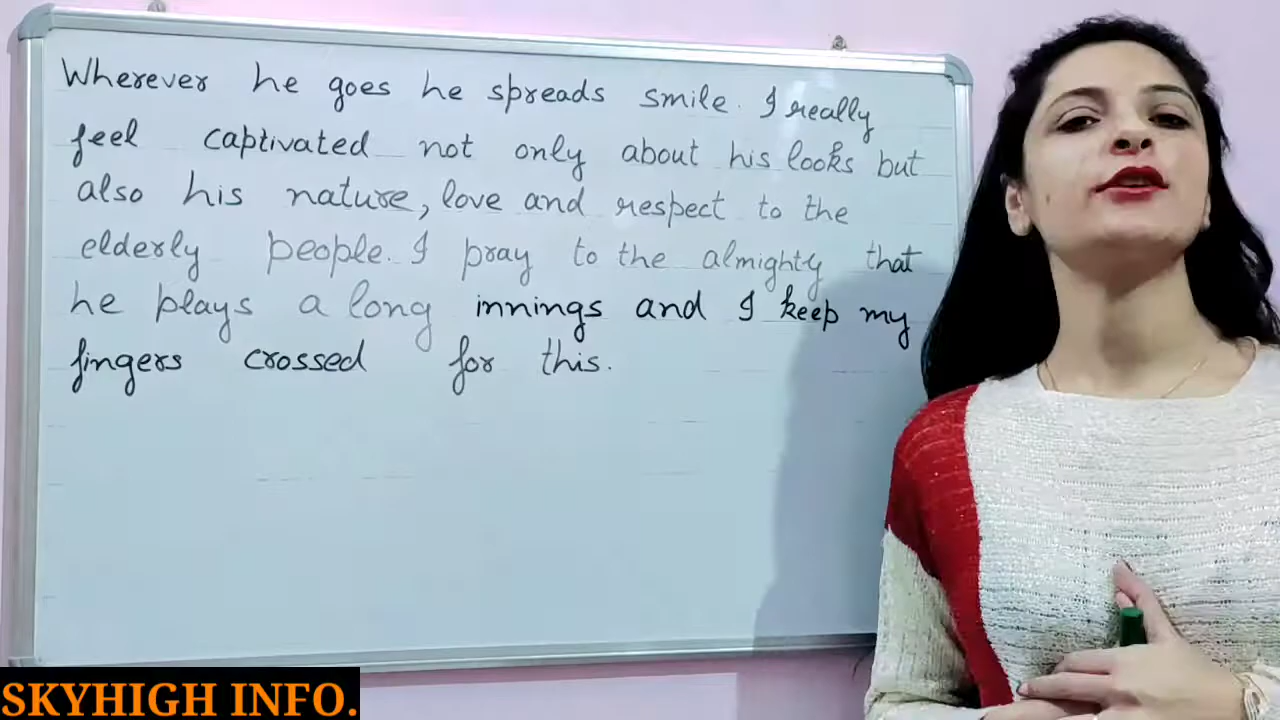 Wherever he goes he spreads smile. I really
feel captivated not only about his looks but
also his nature, love and respect to the
elderly people. I pray to the almighty that
he plays a long innings and I keep my
fingers crossed for this.
SKYHIGH INFO.